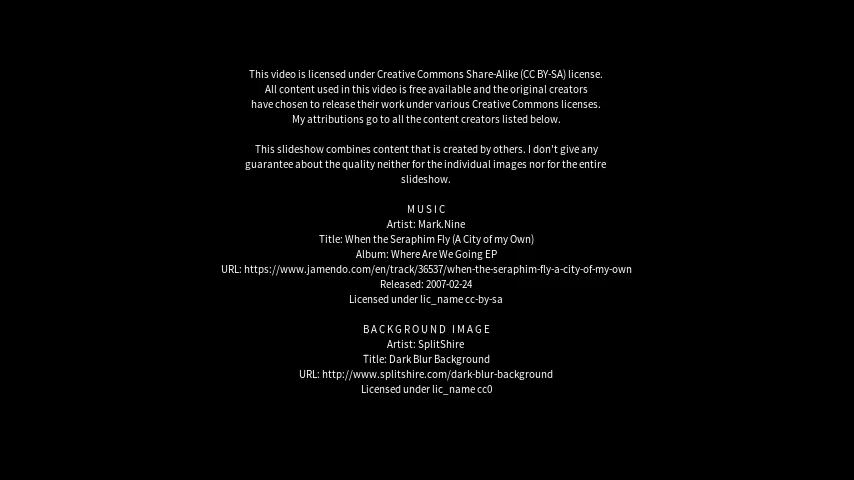 This video is licensed under Creative Commons Share-Alike (CC BY-SA) license.
All content used in this video is free available and the original creators
have chosen to release their work under various Creative Commons licenses.
My attributions go to all the content creators listed below.
This slideshow combines content that is created by others. I don't give any
guarantee about the quality neither for the individual images nor for the entire
slideshow.
MUSIC
Artist: Mark.Nine
Title: When the Seraphim Fly (A City of my Own)
Album: Where Are We Going EP
URL: https://www.jamendo.com/en/track/36537/when-the-seraphim-fly-a-city-of-my-own
Released: 2007-02-24
Licensed under lic_name cc-by-sa
BACKGROUND IMAGE
Artist: SplitShire
Title: Dark Blur Background
URL: http://www.splitshire.com/dark-blur-background
Licensed under lic_name cc0